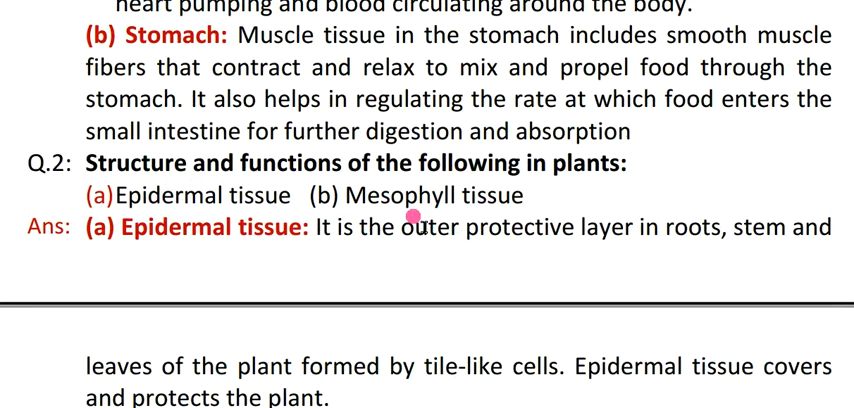 heart pumping and blood circulating around the body.
(b) Stomach: Muscle tissue in the stomach includes smooth muscle
fibers that contract and relax to mix and propel food through the
stomach. It also helps in regulating the rate at which food enters the
small intestine for further digestion and absorption
Q.2: Structure and functions of the following in plants:
(a)Epidermal tissue (b) Mesophyll tissue
Ans: (a) Epidermal tissue: It is the outer protective layer in roots, stem and
leaves of the plant formed by tile-like cells. Epidermal tissue covers
and protects the plant.